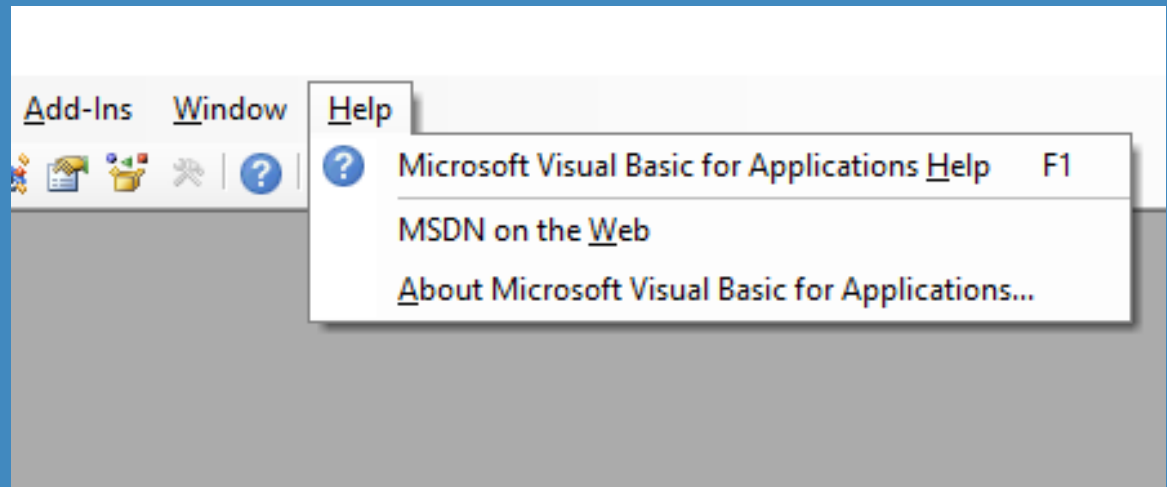 Add-Ins Window Help
Microsoft Visual Basic for Applications Help F1
MSDN on the Web
About Microsoft Visual Basic for Applications...